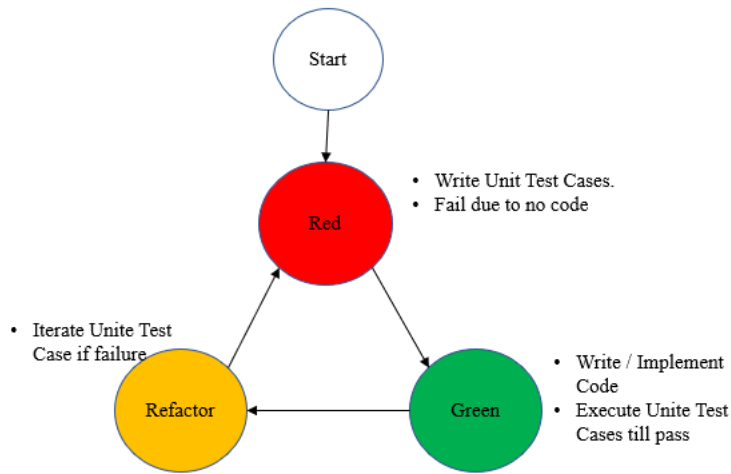 Start
• Write Unit Test Cases.
• Fail due to no code
Red
• Iterate Unite Test
Case if failure
Refactor
Green
• Write / Implement
Code
• Execute Unite Test
Cases till pass